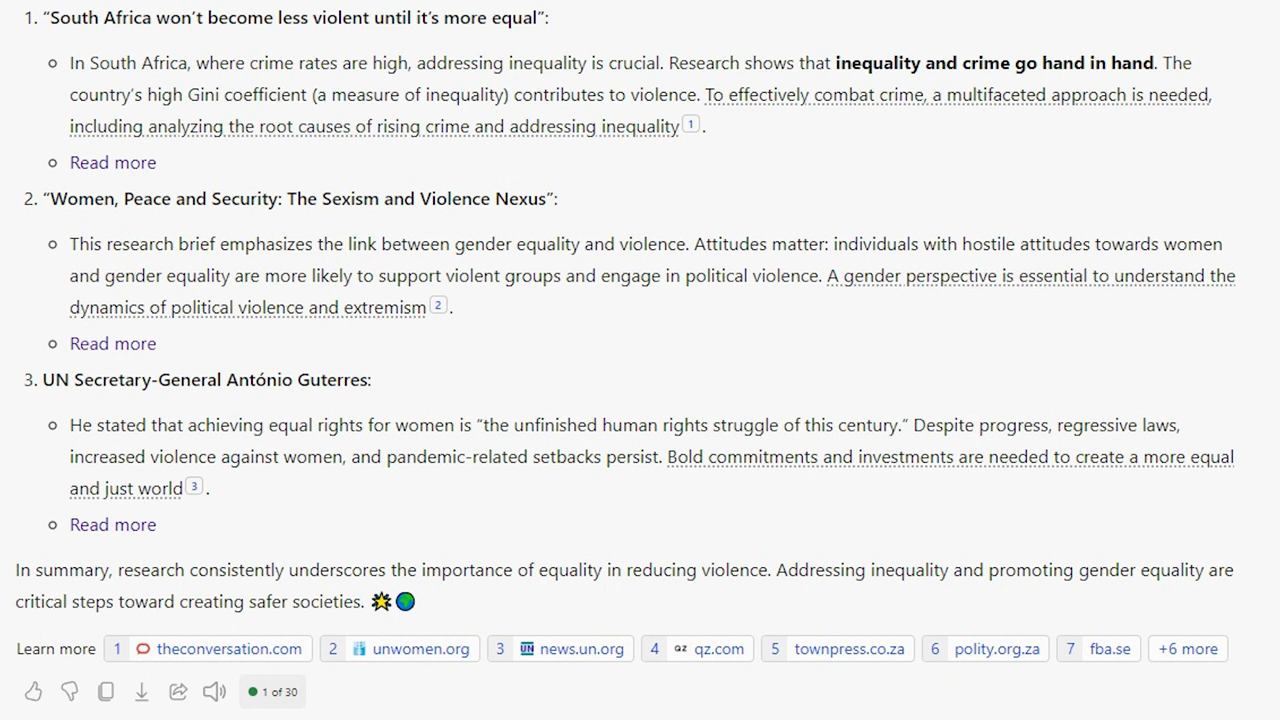 1. “South Africa won’t become less violent until it’s more equal”:
In South Africa, where crime rates are high, addressing inequality is crucial. Research shows that inequality and crime go hand in hand. The
country’s high Gini coefficient (a measure of inequality) contributes to violence. To effectively combat crime, a multifaceted approach is needed,
including analyzing the root causes of rising crime and addressing inequality 1 .
Read more
2. “Women, Peace and Security: The Sexism and Violence Nexus”:
This research brief emphasizes the link between gender equality and violence. Attitudes matter: individuals with hostile attitudes towards women
and gender equality are more likely to support violent groups and engage in political violence. A gender perspective is essential to understand the
dynamics of political violence and extremism 2 .
Read more
3. UN Secretary-General António Guterres:
He stated that achieving equal rights for women is “the unfinished human rights struggle of this century.” Despite progress, regressive laws,
increased violence against women, and pandemic-related setbacks persist. Bold commitments and investments are needed to create a more equal
and just world 3 .
Read more
In summary, research consistently underscores the importance of equality in reducing violence. Addressing inequality and promoting gender equality are
critical steps toward creating safer societies.
Learn more 1 theconversation.com 2 unwomen.org 3 UN news.un.org 4 QZ qz.com 5 townpress.co.za 6 polity.org.za 7 fba.se +6 more
1 of 30